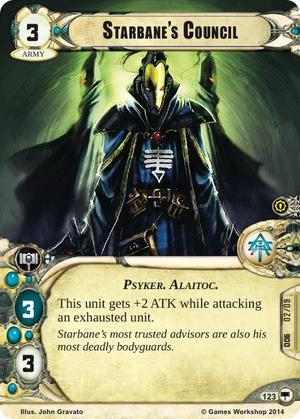 3
STARBANE'S COUNCIL
ARMY
PSYKER. ALAITOC.
This unit gets +2 ATK while attacking
an exhausted unit.
Starbane's most trusted advisors are also his
most deadly bodyguards.
3
3
006 02/09
123
Illus. John Gravato
© Games Workshop 2014